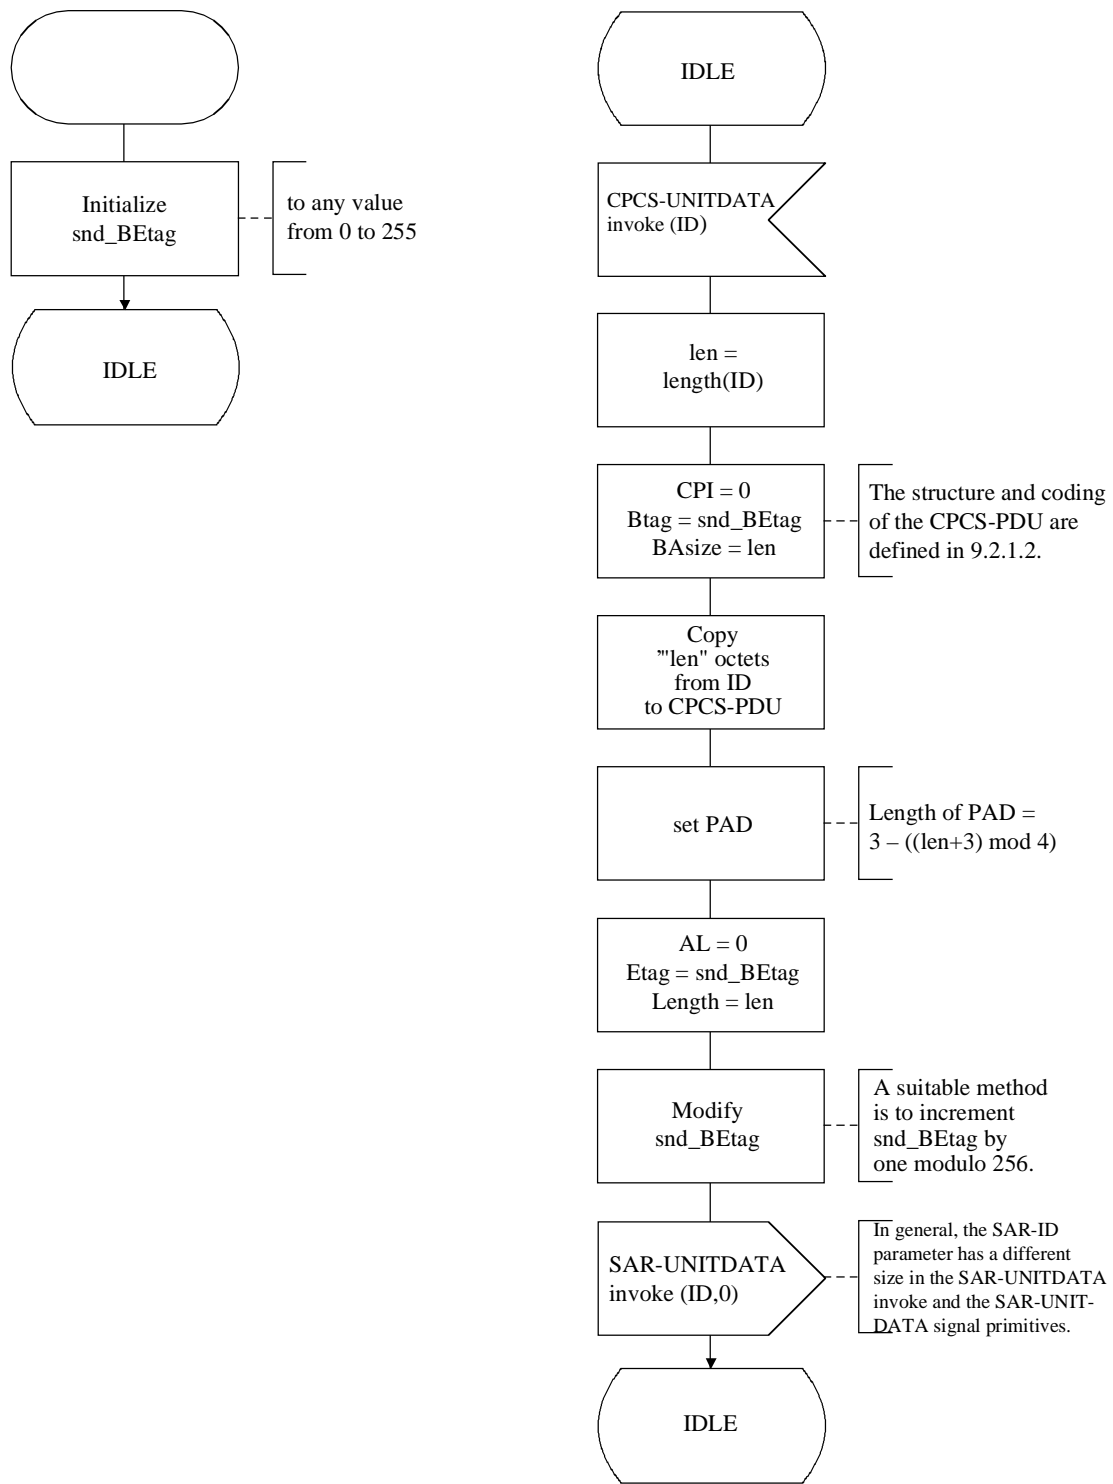 Initialize
snd_BEtag
to any value
from 0 to 255
IDLE
IDLE
CPCS-UNITDATA
invoke (ID)
len =
length(ID)
CPI = 0
Btag = snd_BEtag
BAsize = len
The structure and coding
of the CPCS-PDU are
defined in 9.2.1.2.
Copy
'"len" octets
from ID
to CPCS-PDU
set PAD
Length of PAD =
3 – ((len+3) mod 4)
AL = 0
Etag = snd_BEtag
Length = len
Modify
snd_BEtag
A suitable method
is to increment
snd_BEtag by
one modulo 256.
SAR-UNITDATA
invoke (ID,0)
In general, the SAR-ID
parameter has a different
size in the SAR-UNITDATA
invoke and the SAR-UNIT-
DATA signal primitives.
IDLE